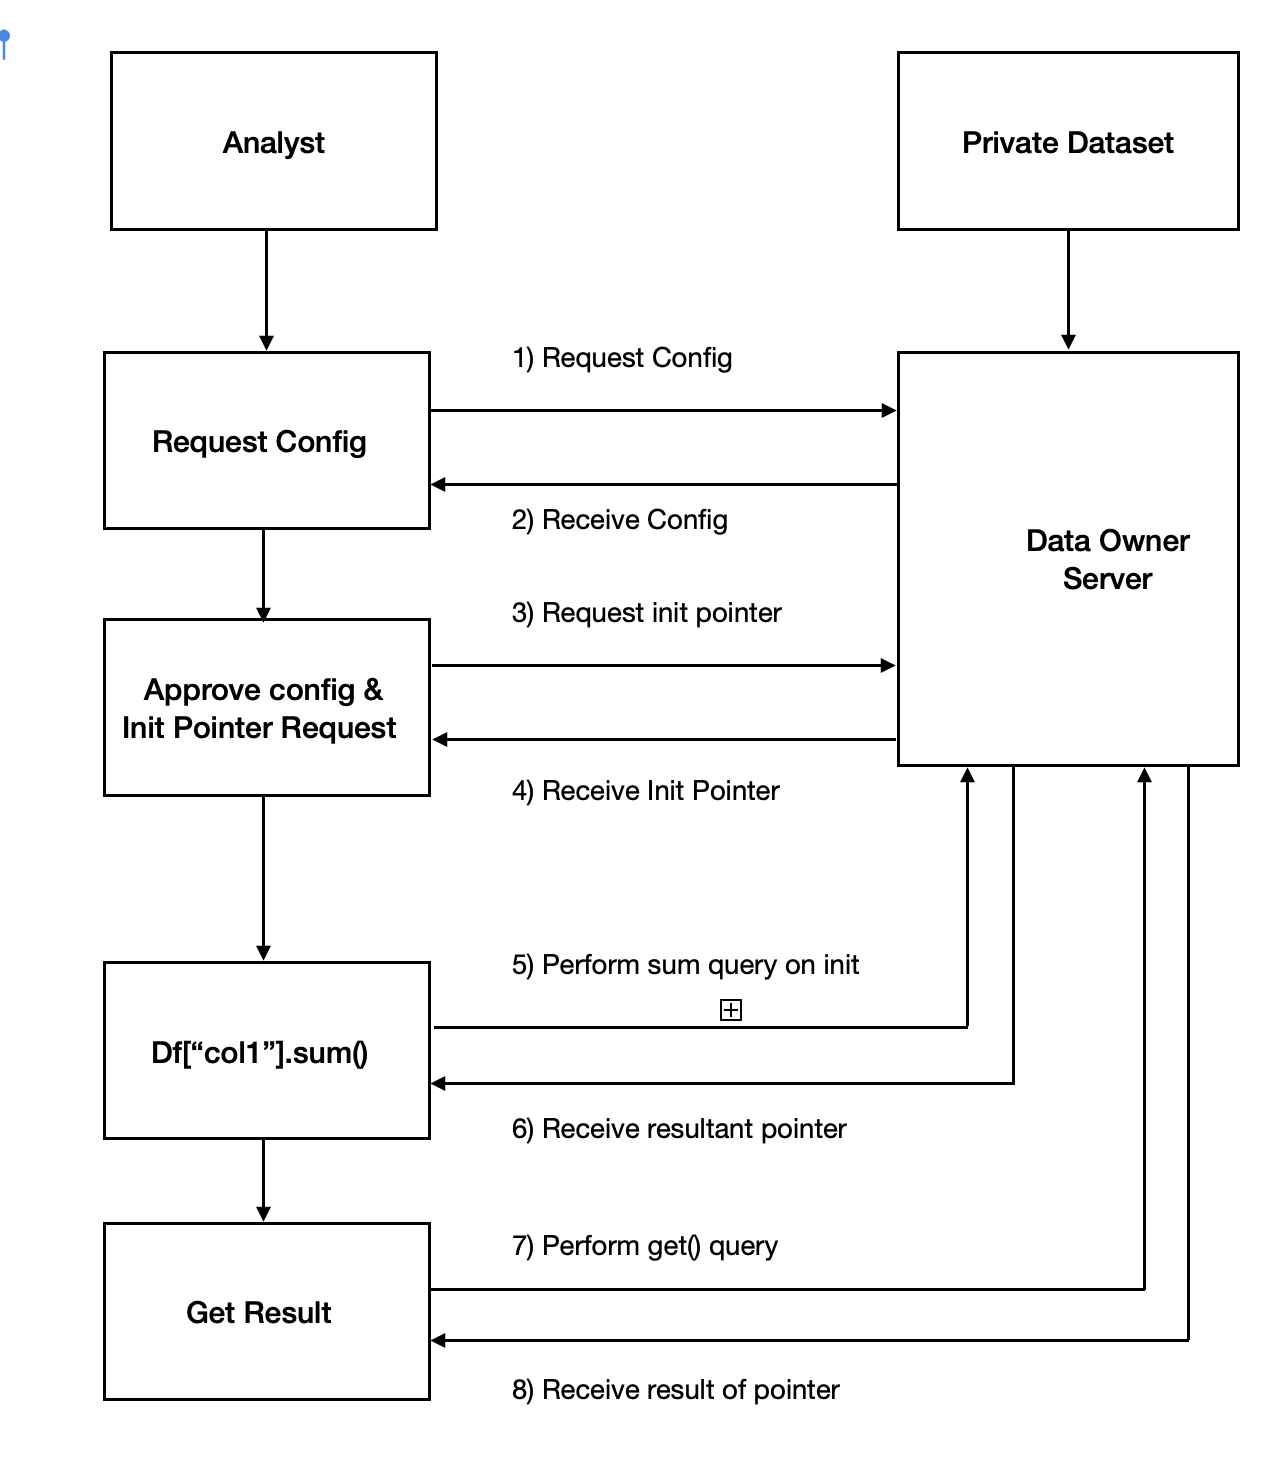 Analyst
Private Dataset
1) Request Config
Request Config
2) Receive Config
Data Owner
Server
3) Request init pointer
Approve config &
Init Pointer Request
4) Receive Init Pointer
5) Perform sum query on init
Df[“col1”].sum()
6) Receive resultant pointer
7) Perform get() query
Get Result
8) Receive result of pointer